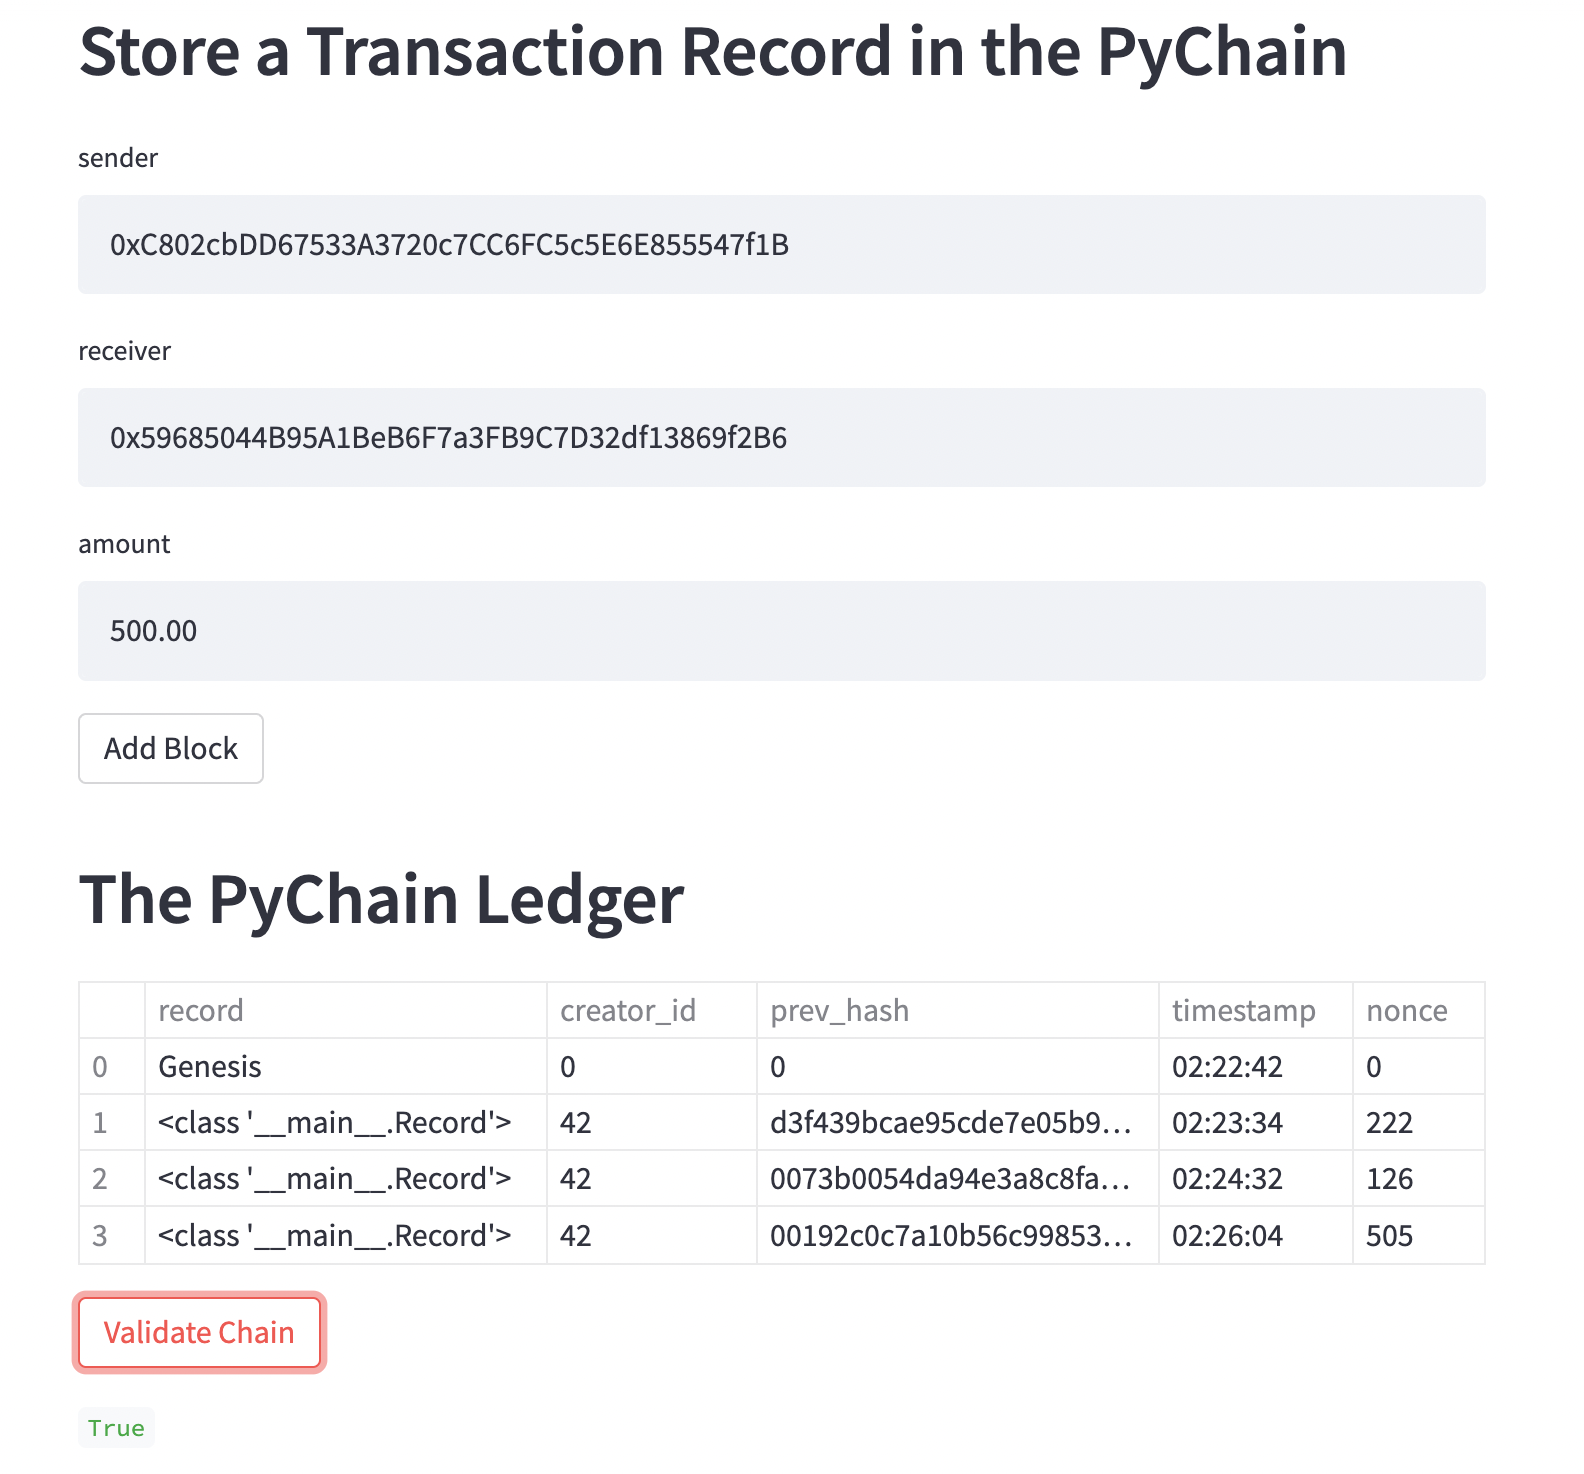 Store a Transaction Record in the PyChain
sender
0xC802cbDD67533A3720c7CC6FC5c5E6E855547f1B
receiver
0x59685044B95A1BeB6F7a3FB9C7D32df13869f2B6
amount
500.00
Add Block
The PyChain Ledger
record creator_id prev_hash timestamp nonce
0 Genesis 0 0 02:22:42 0
1 <class '__main__.Record'> 42 d3f439bcae95cde7e05b9... 02:23:34 222
2 <class '__main__.Record'> 42 0073b0054da94e3a8c8fa... 02:24:32 126
3 <class '__main__.Record'> 42 00192c0c7a10b56c99853... 02:26:04 505
Validate Chain
True